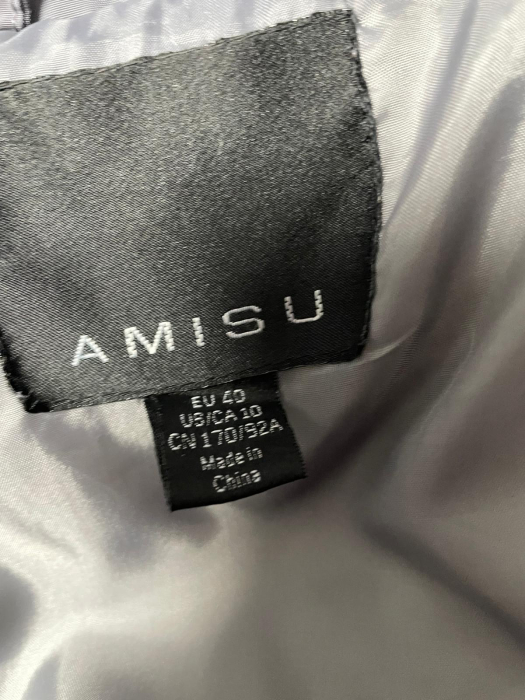 AMISU
EU 40
US/CA 10
CN 170/92A
Made in
China